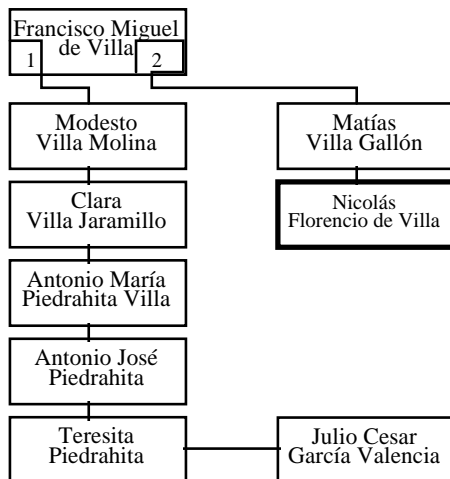 Francisco Miguel
de Villa
1
2
Modesto
Villa Molina
Matías
Villa Gallón
Clara
Villa Jaramillo
Nicolás
Florencio de Villa
Antonio María
Piedrahita Villa
Antonio José
Piedrahita
Teresita
Piedrahita
Julio Cesar
García Valencia